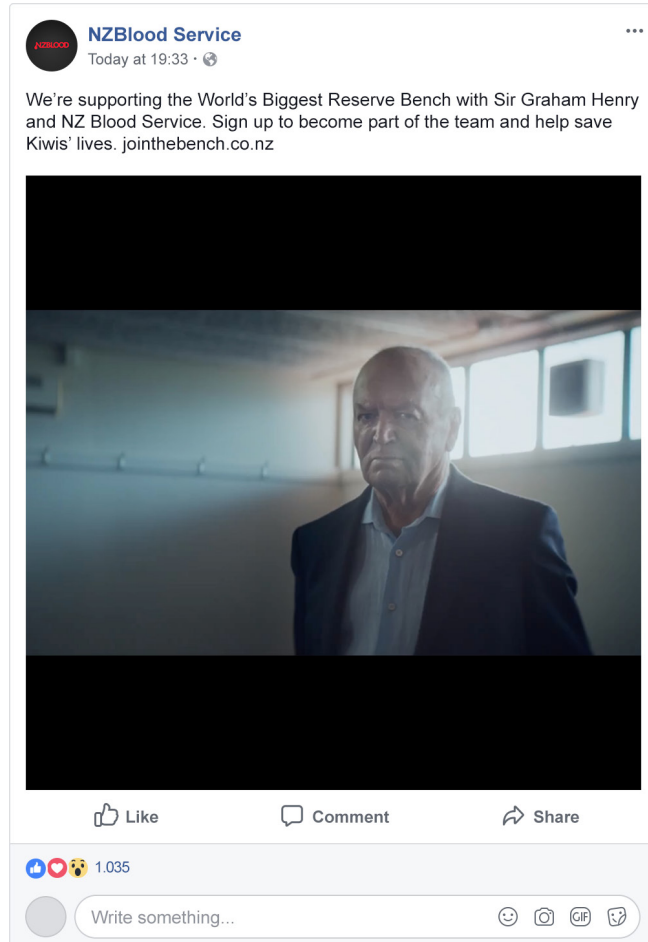 NZBLOOD
NZBlood Service
Today at 19:33 ·
We're supporting the World's Biggest Reserve Bench with Sir Graham Henry
and NZ Blood Service. Sign up to become part of the team and help save
Kiwis' lives. jointhebench.co.nz
Like
Comment
Share
1.035
Write something...
GIF